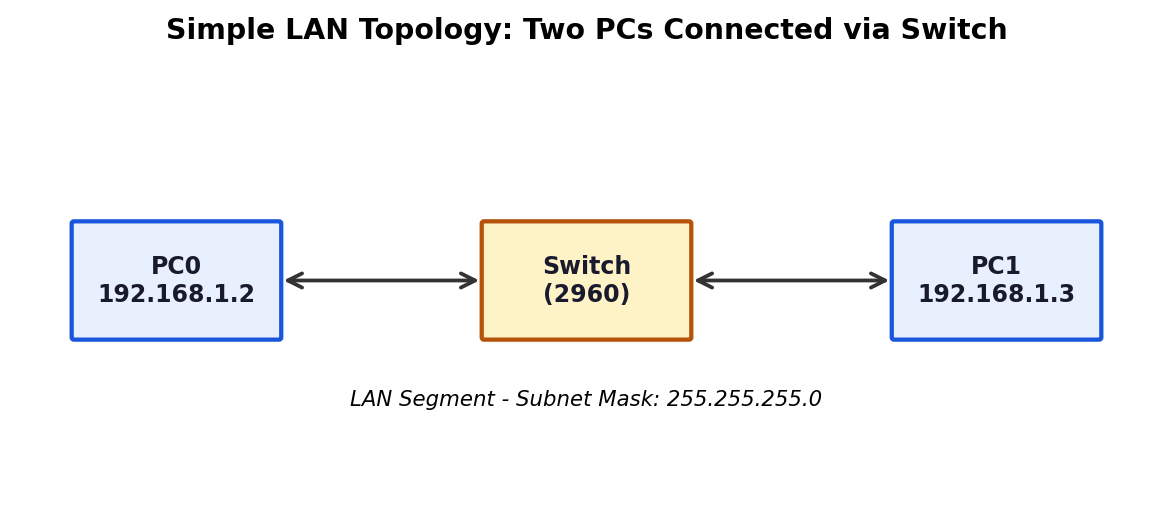 Simple LAN Topology: Two PCs Connected via Switch
PC0
192.168.1.2
Switch
(2960)
PC1
192.168.1.3
LAN Segment - Subnet Mask: 255.255.255.0